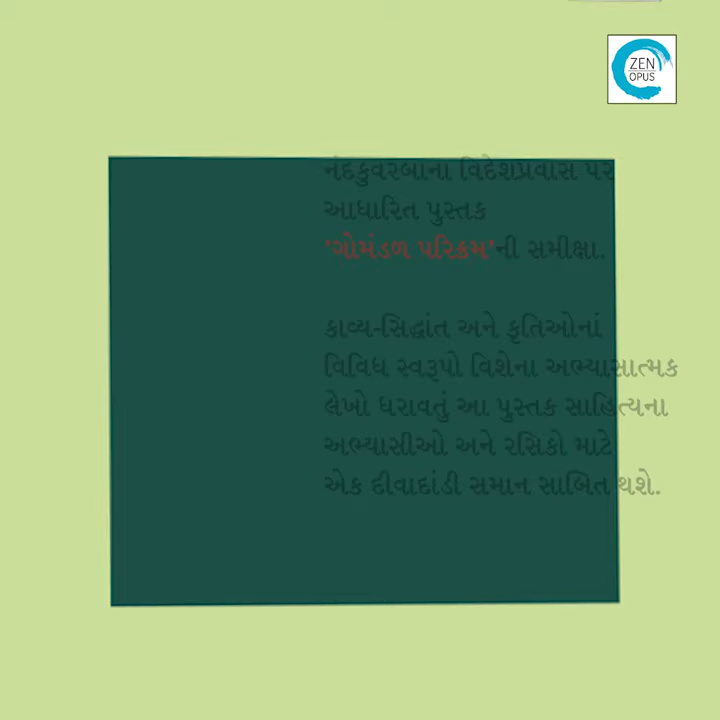 ZEN
OPUS
નંદકુંવરબાના વિદેશપ્રવાસ પર
આધારિત પુસ્તક
'ગોમંડળ પરિક્રમ'ની સમીક્ષા.
કાવ્ય-સિદ્ધાંત અને કૃતિઓનાં
વિવિધ સ્વરૂપો વિશેના અભ્યાસાત્મક
લેખો ધરાવતું આ પુસ્તક સાહિત્યના
અભ્યાસીઓ અને રસિકો માટે
એક દીવાદાંડી સમાન સાબિત થશે.